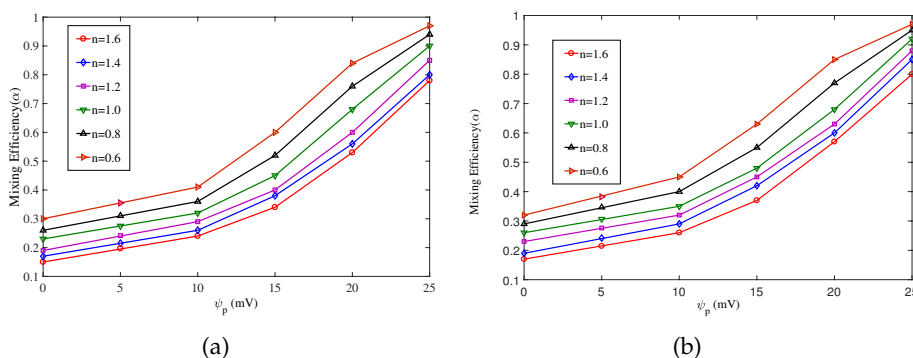 1
0.9
0.8
0.7
0.6
0.5
0.4
0.3
0.2
0.1
Mixing Efficiency(α)
n=1.6
n=1.4
n=1.2
n=1.0
n=0.8
n=0.6
0 5 10 15 20 25
ψp (mV)
(a)
1
0.9
0.8
0.7
0.6
0.5
0.4
0.3
0.2
0.1
Mixing Efficiency(α)
n=1.6
n=1.4
n=1.2
n=1.0
n=0.8
n=0.6
0 5 10 15 20 25
ψp (mV)
(b)